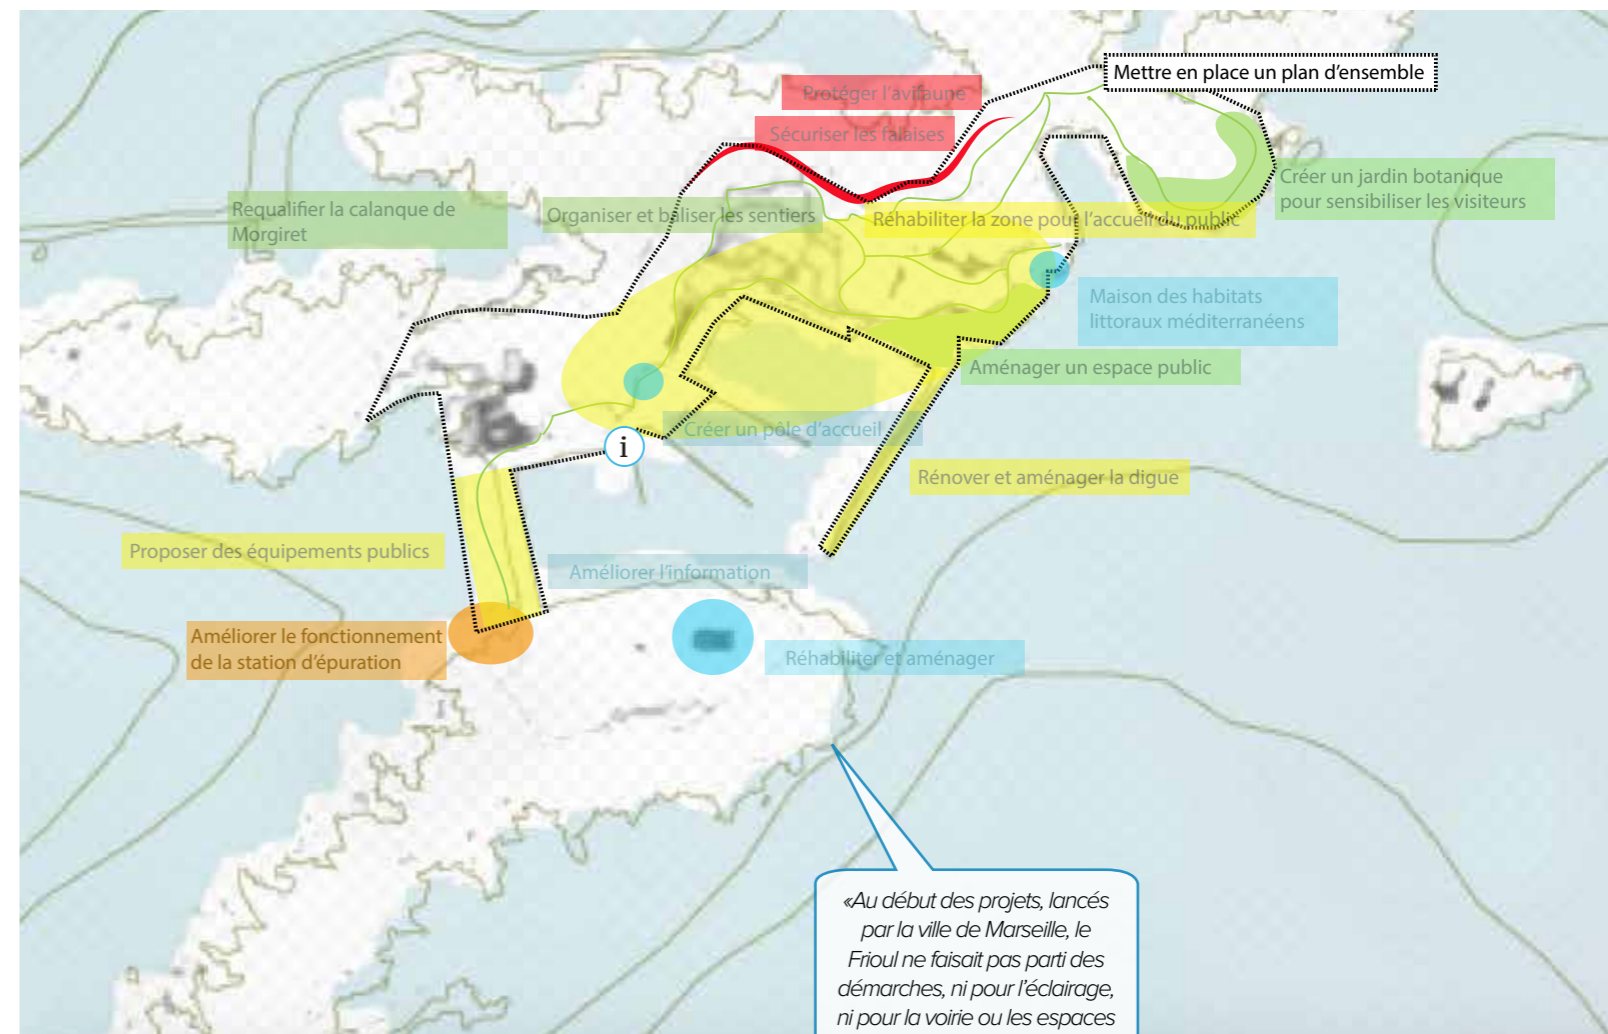 Mettre en place un plan d'ensemble
Protéger l'avifaune
Sécuriser les falaises
Créer un jardin botanique
pour sensibiliser les visiteurs
Requalifier la calanque de
Morgiret
Organiser et baliser les sentiers
Réhabiliter la zone pour l'accueil du public
Maison des habitats
littoraux méditerranéens
Aménager un espace public
Créer un pôle d'accueil
i
Rénover et aménager la digue
Proposer des équipements publics
Améliorer l'information
Améliorer le fonctionnement
de la station d'épuration
Réhabiliter et aménager
«Au début des projets, lancés
par la ville de Marseille, le
Frioul ne faisait pas parti des
démarches, ni pour l'éclairage,
ni pour la voirie ou les espaces